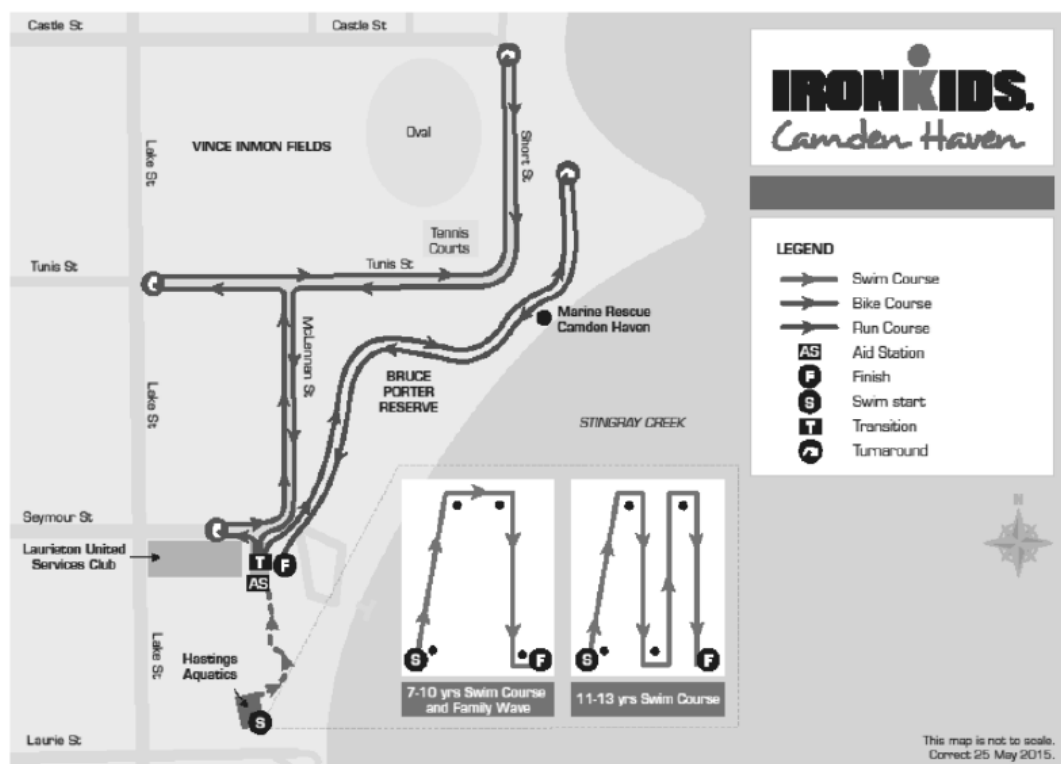 Castle St
Castle St
IRONKIDS.
Camden Haven
VINCE INMON FIELDS
Oval
Lake St
Short St
Tennis
Courts
Tunis St
Tunis St
McLennan St
Marine Rescue
Camden Haven
BRUCE
PORTER
RESERVE
Lake St
STINGRAY CREEK
LEGEND
Swim Course
Bike Course
Run Course
AS Aid Station
F Finish
S Swim start
T Transition
Turnaround
N
Seymour St
Laurieton United
Services Club
T
F
AS
Lake St
Hastings
Aquatics
S
Laurie St
S
F
7-10 yrs Swim Course
and Family Wave
S
F
11-13 yrs Swim Course
This map is not to scale.
Correct 25 May 2015.